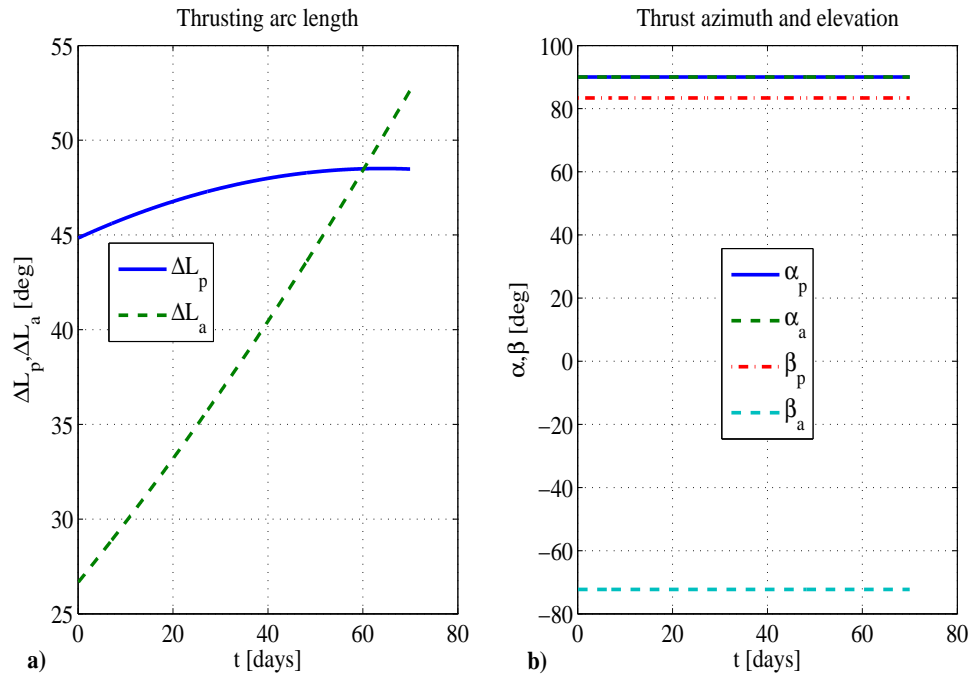 Thrusting arc length
55
50
45
40
35
30
25
0
20
40
60
80
ΔL_p,ΔL_a [deg]
ΔL_p
ΔL_a
t [days]
a)
Thrust azimuth and elevation
100
80
60
40
20
0
−20
−40
−60
−80
0
20
40
60
80
α,β [deg]
α_p
α_a
β_p
β_a
t [days]
b)